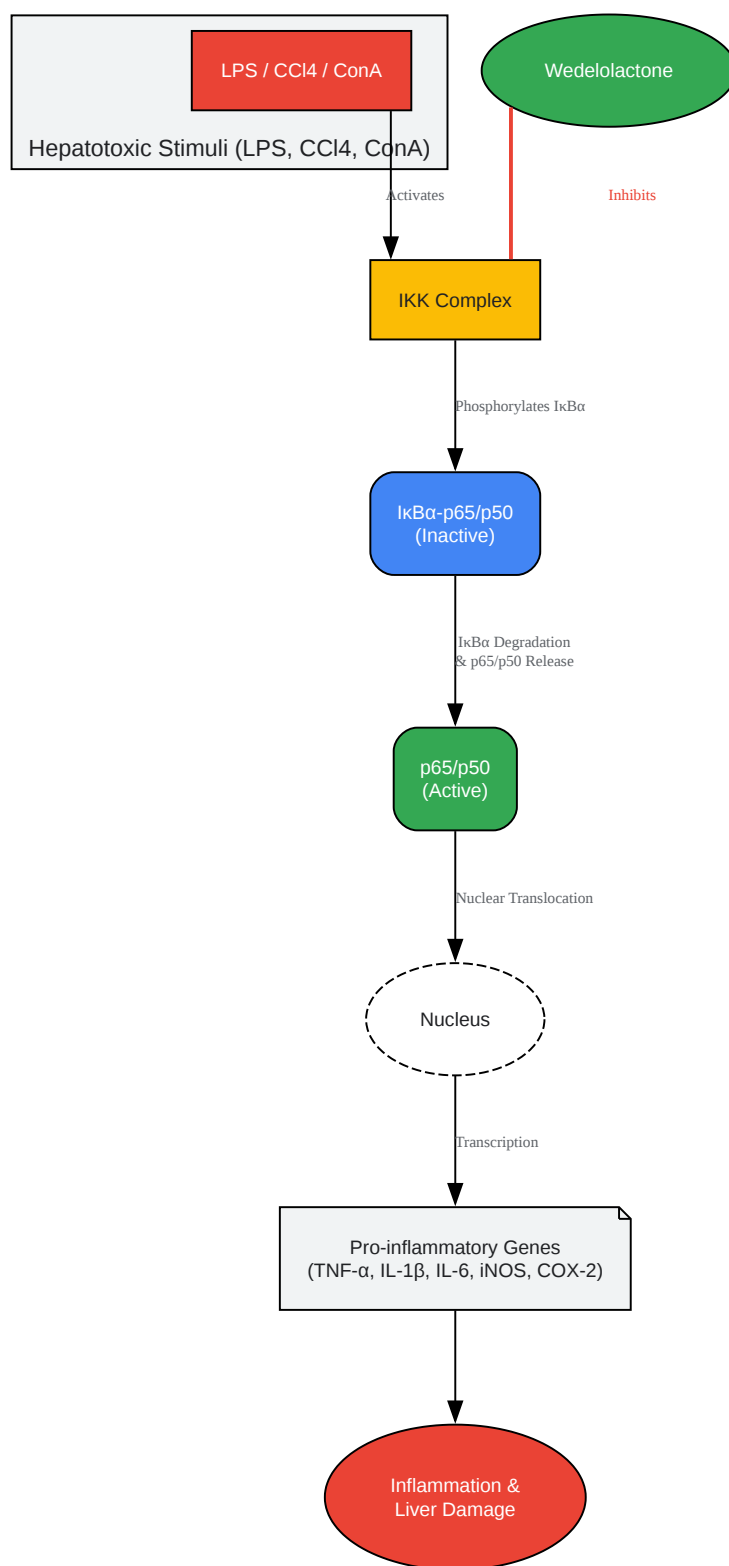 LPS / CCl4 / ConA
Wedelolactone
Hepatotoxic Stimuli (LPS, CCl4, ConA)
Activates
Inhibits
IKK Complex
Phosphorylates IκBα
IκBα-p65/p50
(Inactive)
IκBα Degradation
& p65/p50 Release
p65/p50
(Active)
Nuclear Translocation
Nucleus
Transcription
Pro-inflammatory Genes
(TNF-α, IL-1β, IL-6, iNOS, COX-2)
Inflammation &
Liver Damage